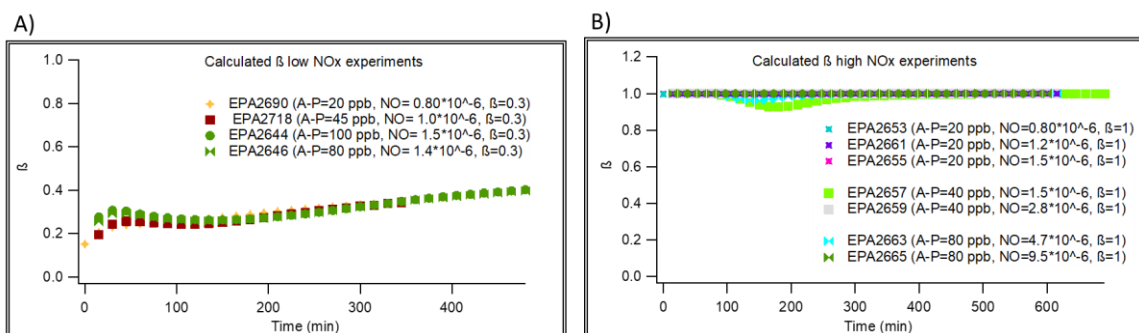 A)
Calculated ß low NOx experiments
EPA2690 (A-P=20 ppb, NO= 0.80*10^-6, ß=0.3)
EPA2718 (A-P=45 ppb, NO= 1.0*10^-6, ß=0.3)
EPA2644 (A-P=100 ppb, NO= 1.5*10^-6, ß=0.3)
EPA2646 (A-P=80 ppb, NO= 1.4*10^-6, ß=0.3)
1.0
0.8
0.6
0.4
0.2
0.0
ß
0
100
200
300
400
Time (min)
B)
Calculated ß high NOx experiments
1.2
1.0
0.8
0.6
0.4
0.2
0.0
ß
EPA2653 (A-P=20 ppb, NO=0.80*10^-6, ß=1)
EPA2661 (A-P=20 ppb, NO=1.2*10^-6, ß=1)
EPA2655 (A-P=20 ppb, NO=1.5*10^-6, ß=1)
EPA2657 (A-P=40 ppb, NO=1.5*10^-6, ß=1)
EPA2659 (A-P=40 ppb, NO=2.8*10^-6, ß=1)
EPA2663 (A-P=80 ppb, NO=4.7*10^-6, ß=1)
EPA2665 (A-P=80 ppb, NO=9.5*10^-6, ß=1)
0
100
200
300
400
500
600
Time (min)